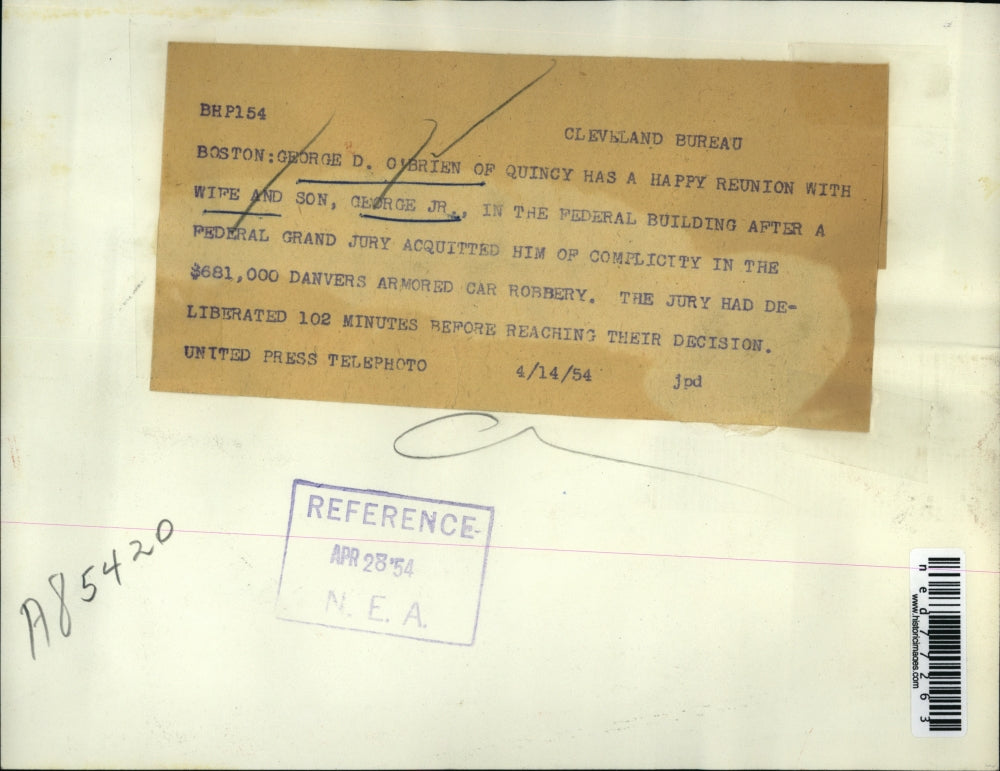 BHP154
CLEVELAND BUREAU
BOSTON:GEORGE D. O'BRIEN OF QUINCY HAS A HAPPY REUNION WITH
WIFE AND SON, GEORGE JR., IN THE FEDERAL BUILDING AFTER A
FEDERAL GRAND JURY ACQUITTED HIM OF COMPLICITY IN THE
$681,000 DANVERS ARMORED CAR ROBBERY. THE JURY HAD DE-
LIBERATED 102 MINUTES BEFORE REACHING THEIR DECISION.
UNITED PRESS TELEPHOTO 4/14/54 jpd
REFERENCE
APR 28 '54
N. E. A.
A85420
ned77263
www.historicimages.com